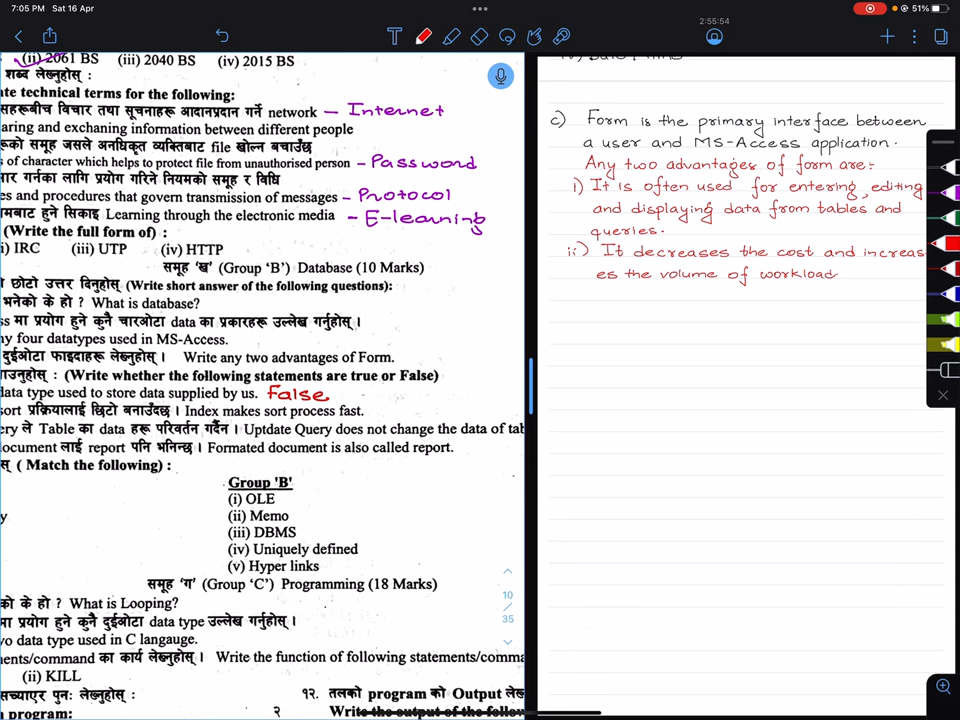 7:05 PM Sat 16 Apr
51%
2:55:54
(ii) 2061 BS (iii) 2040 BS (iv) 2015 BS
शब्द लेख्नुहोस् :
te technical terms for the following:
सहरूबीच विचार तथा सूचनाहरू आदानप्रदान गर्ने network – Internet
aring and exchaning information between different people
रूको समूह जसले अनधिकृत व्यक्तिबाट file खोल्न बचाउँछ
s of character which helps to protect file from unauthorised person – Password
गार गर्नका लागि प्रयोग गरिने नियमको समूह र विधि
es and procedures that govern transmission of messages – Protocol
मबाट हुने सिकाइ Learning through the electronic media – E-learning
(Write the full form of) :
i) IRC (iii) UTP (iv) HTTP
समूह 'ख' (Group 'B') Database (10 Marks)
छोटो उत्तर दिनुहोस् (Write short answer of the following questions):
भनेको के हो ? What is database?
ss मा प्रयोग हुने कुनै चारओटा data का प्रकारहरू उल्लेख गर्नुहोस् ।
ny four datatypes used in MS-Access.
दुईओटा फाइदाहरू लेख्नुहोस् । Write any two advantages of Form.
गाउनुहोस् : (Write whether the following statements are true or False)
data type used to store data supplied by us. False
sort प्रक्रियालाई छिटो बनाउँदछ । Index makes sort process fast.
ery ले Table का data हरू परिवर्तन गर्दैन । Uptdate Query does not change the data of tab
ocument लाई report पनि भनिन्छ । Formated document is also called report.
स् ( Match the following) :
Group 'B'
(i) OLE
(ii) Memo
y (iii) DBMS
(iv) Uniquely defined
(v) Hyper links
समूह 'ग' (Group 'C') Programming (18 Marks)
को के हो ? What is Looping?
मा प्रयोग हुने कुनै दुईओटा data type उल्लेख गर्नुहोस् ।
vo data type used in C langauge.
nents/command का कार्य लेख्नुहोस् । Write the function of following statements/comma
(ii) KILL
सच्याएर पुनः लेख्नुहोस् : १२. तलको program को Output लेख
program: २ Write the output of the follow
10
/
35
c) Form is the primary interface between
a user and MS-Access application.
Any two advantages of form are:-
i) It is often used for entering, editing
and displaying data from tables and
queries.
ii) It decreases the cost and increas-
es the volume of workload